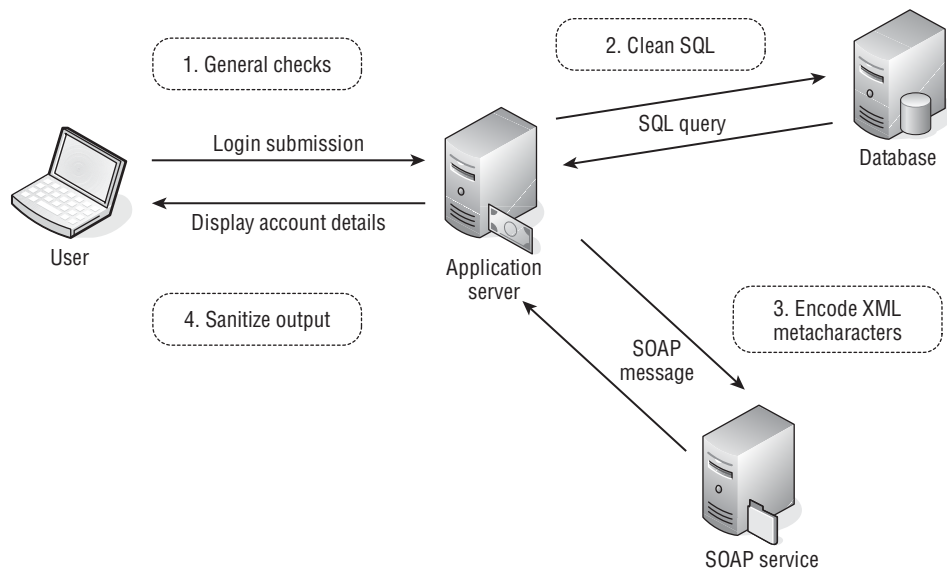 1. General checks
2. Clean SQL
Login submission
SQL query
Database
Display account details
User
Application
server
4. Sanitize output
3. Encode XML
metacharacters
SOAP
message
SOAP service